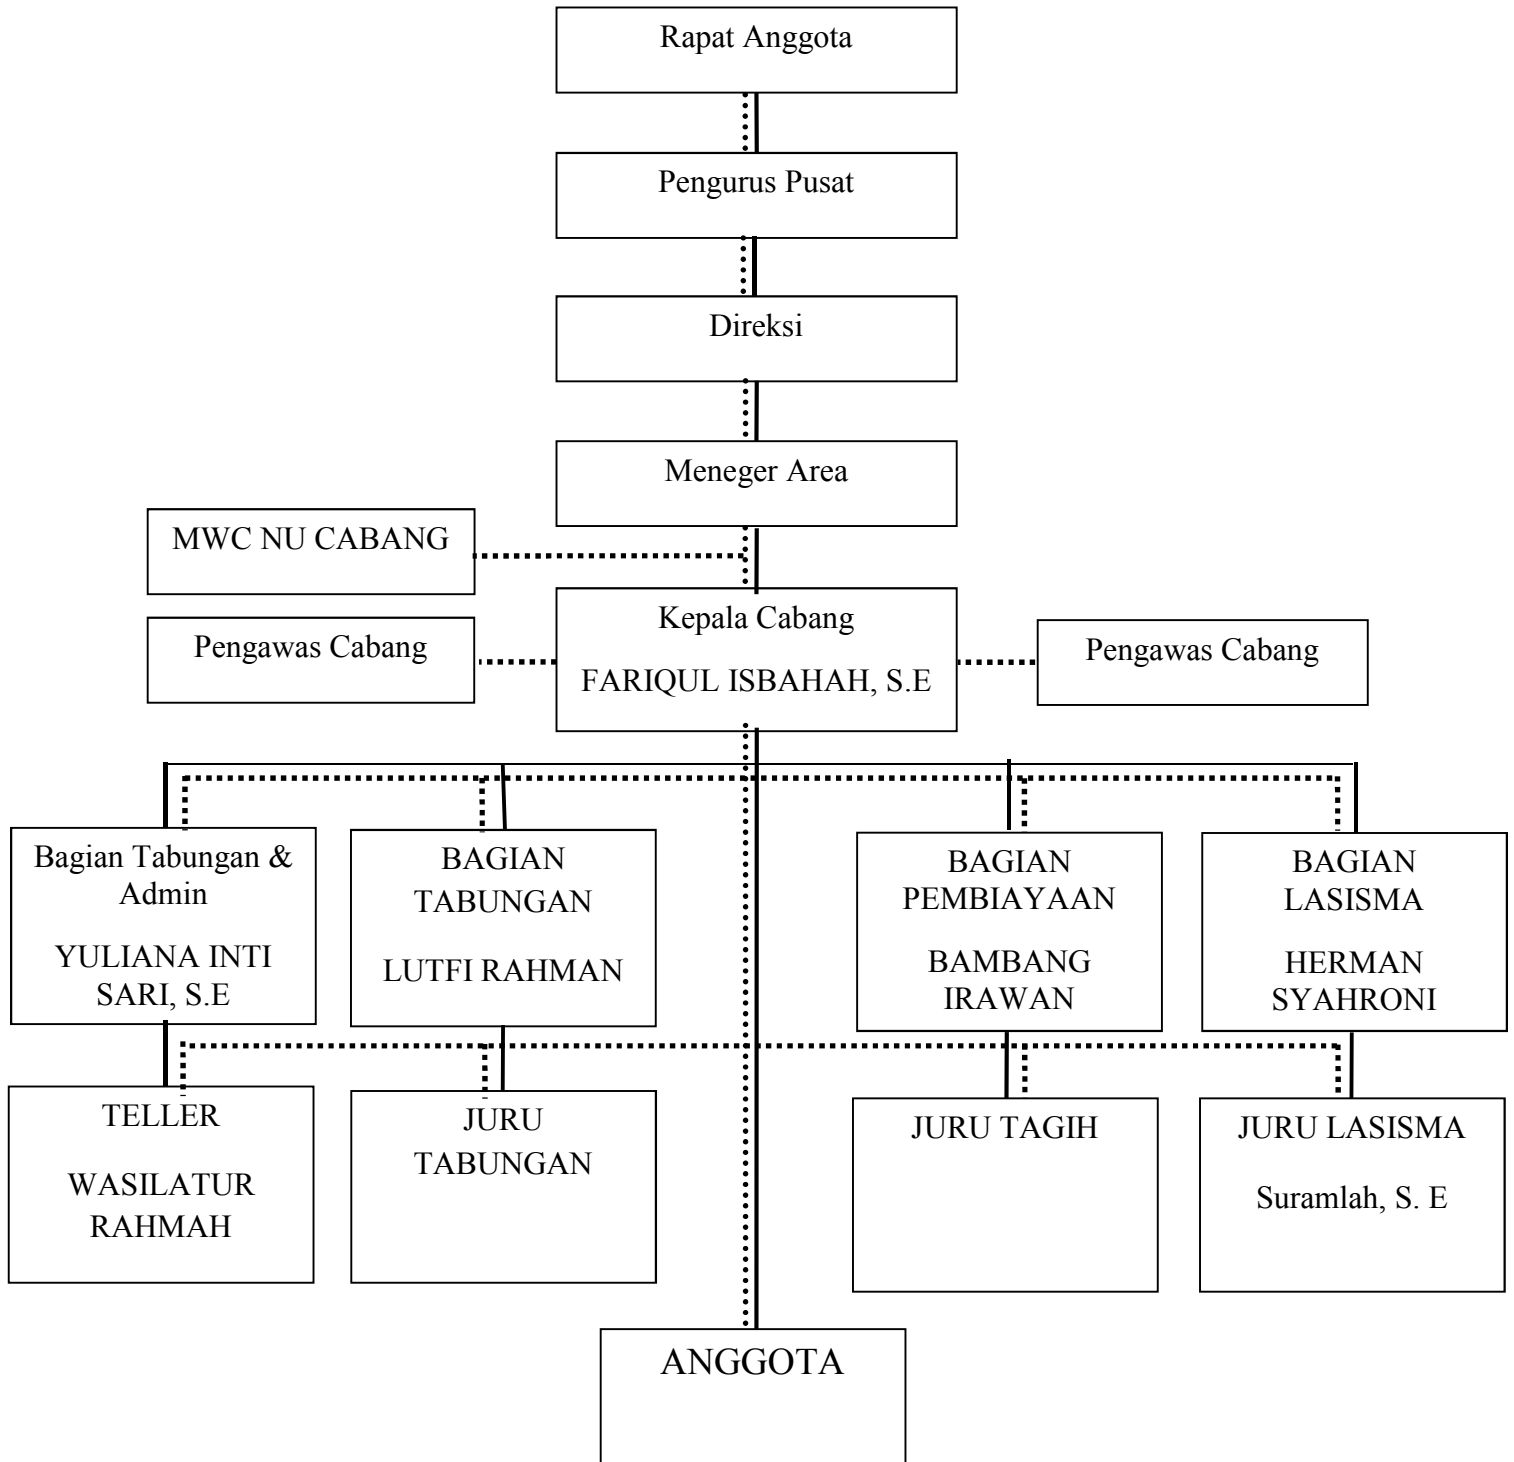 Rapat Anggota
Pengurus Pusat
Direksi
Meneger Area
MWC NU CABANG
Kepala Cabang
FARIQUL ISBAHAH, S.E
Pengawas Cabang
Pengawas Cabang
Bagian Tabungan &
Admin
YULIANA INTI
SARI, S.E
BAGIAN
TABUNGAN
LUTFI RAHMAN
BAGIAN
PEMBIAYAAN
BAMBANG
IRAWAN
BAGIAN
LASISMA
HERMAN
SYAHRONI
TELLER
WASILATUR
RAHMAH
JURU
TABUNGAN
JURU TAGIH
JURU LASISMA
Suramlah, S. E
ANGGOTA